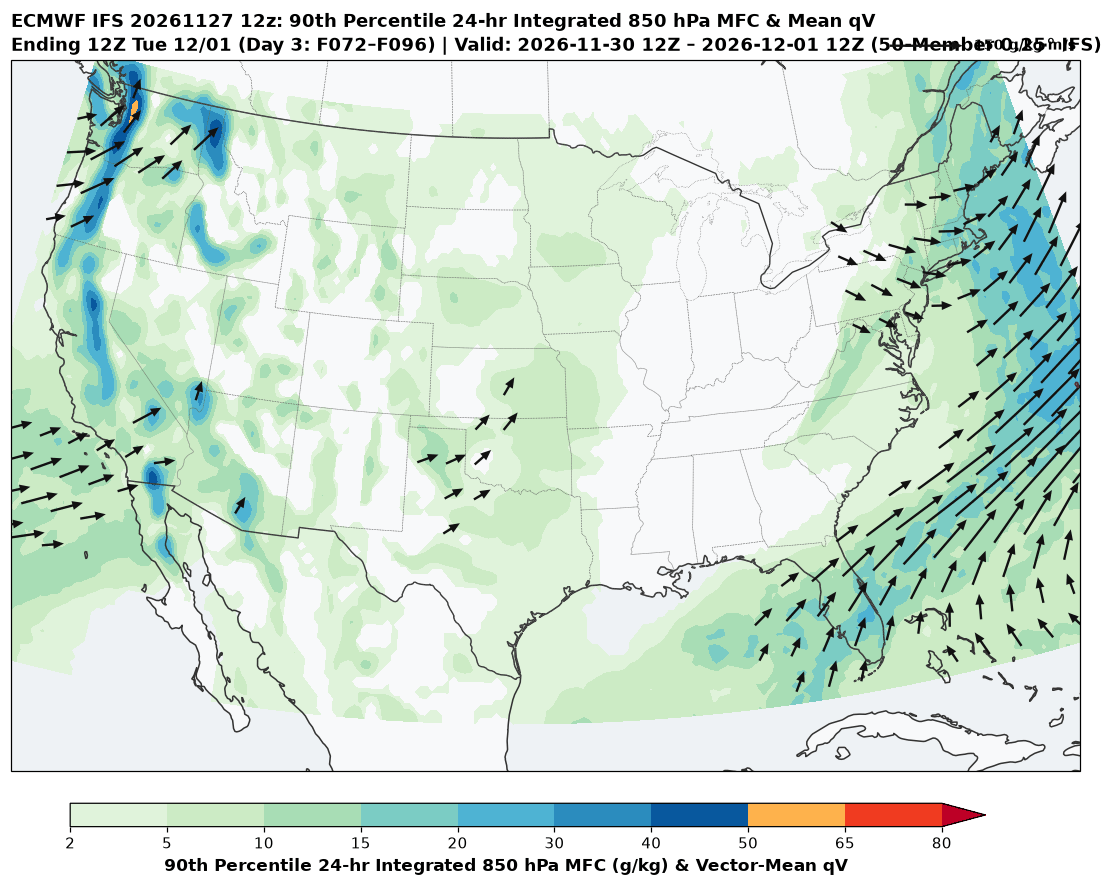 ECMWF IFS 20261127 12z: 90th Percentile 24-hr Integrated 850 hPa MFC & Mean qV
Ending 12Z Tue 12/01 (Day 3: F072–F096) | Valid: 2026-11-30 12Z – 2026-12-01 12Z (50-Member 0.25° IFS)
150 g/kg·m/s
2 5 10 15 20 30 40 50 65 80
90th Percentile 24-hr Integrated 850 hPa MFC (g/kg) & Vector-Mean qV